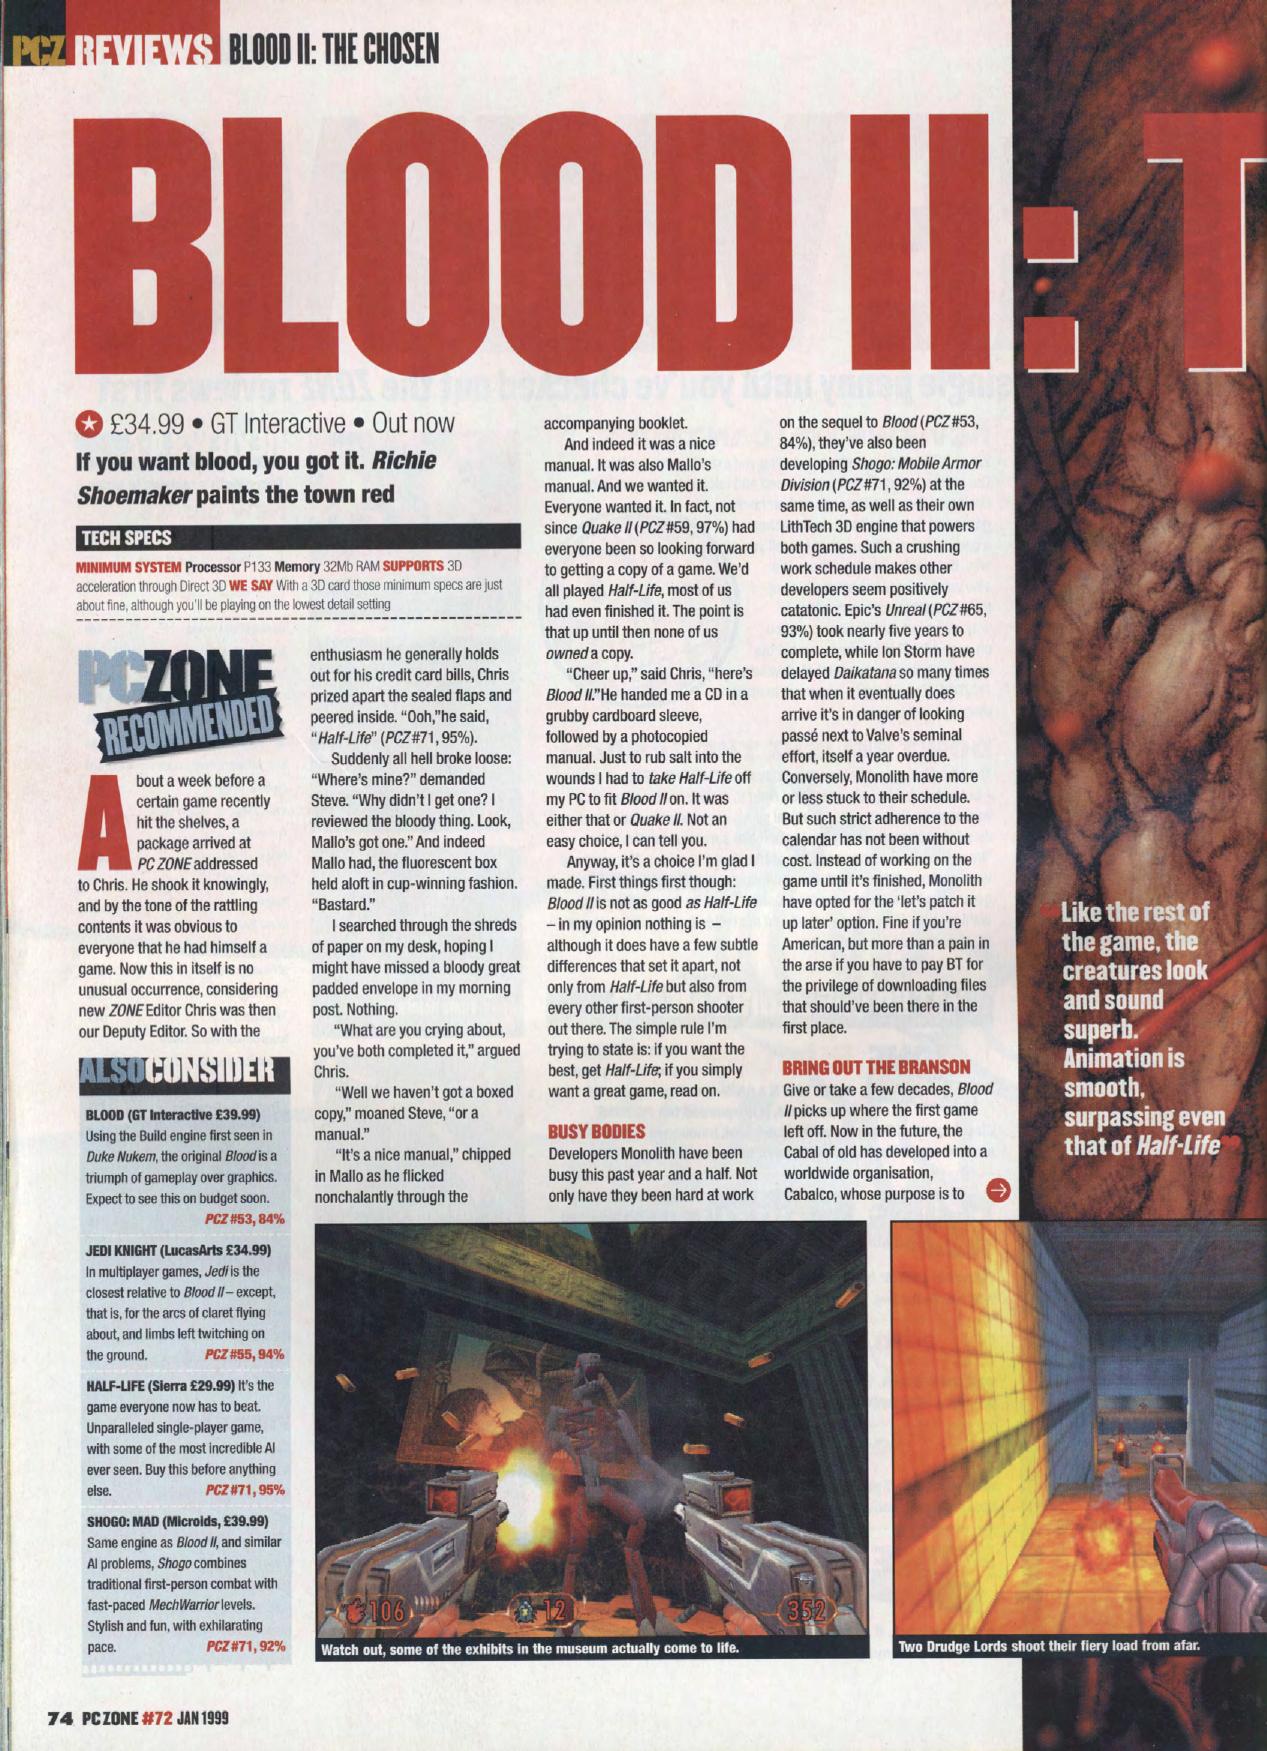 PCZ REVIEWS BLOOD II: THE CHOSEN
BLOOD II: T
£34.99 • GT Interactive • Out now
If you want blood, you got it. Richie
Shoemaker paints the town red
TECH SPECS
MINIMUM SYSTEM Processor P133 Memory 32Mb RAM SUPPORTS 3D
acceleration through Direct 3D WE SAY With a 3D card those minimum specs are just
about fine, although you'll be playing on the lowest detail setting
PCZONE
RECOMMENDED
About a week before a
certain game recently
hit the shelves, a
package arrived at
PC ZONE addressed
to Chris. He shook it knowingly,
and by the tone of the rattling
contents it was obvious to
everyone that he had himself a
game. Now this in itself is no
unusual occurrence, considering
new ZONE Editor Chris was then
our Deputy Editor. So with the
ALSO CONSIDER
BLOOD (GT Interactive £39.99)
Using the Build engine first seen in
Duke Nukem, the original Blood is a
triumph of gameplay over graphics.
Expect to see this on budget soon.
PCZ #53, 84%
JEDI KNIGHT (LucasArts £34.99)
In multiplayer games, Jedi is the
closest relative to Blood II – except,
that is, for the arcs of claret flying
about, and limbs left twitching on
the ground. PCZ #55, 94%
HALF-LIFE (Sierra £29.99) It's the
game everyone now has to beat.
Unparalleled single-player game,
with some of the most incredible AI
ever seen. Buy this before anything
else. PCZ #71, 95%
SHOGO: MAD (Microids, £39.99)
Same engine as Blood II, and similar
AI problems, Shogo combines
traditional first-person combat with
fast-paced MechWarrior levels.
Stylish and fun, with exhilarating
pace. PCZ #71, 92%
enthusiasm he generally holds
out for his credit card bills, Chris
prized apart the sealed flaps and
peered inside. "Ooh," he said,
"Half-Life" (PCZ #71, 95%).
Suddenly all hell broke loose:
"Where's mine?" demanded
Steve. "Why didn't I get one? I
reviewed the bloody thing. Look,
Mallo's got one." And indeed
Mallo had, the fluorescent box
held aloft in cup-winning fashion.
"Bastard."
I searched through the shreds
of paper on my desk, hoping I
might have missed a bloody great
padded envelope in my morning
post. Nothing.
"What are you crying about,
you've both completed it," argued
Chris.
"Well we haven't got a boxed
copy," moaned Steve, "or a
manual."
"It's a nice manual," chipped
in Mallo as he flicked
nonchalantly through the
accompanying booklet.
And indeed it was a nice
manual. It was also Mallo's
manual. And we wanted it.
Everyone wanted it. In fact, not
since Quake II (PCZ #59, 97%) had
everyone been so looking forward
to getting a copy of a game. We'd
all played Half-Life, most of us
had even finished it. The point is
that up until then none of us
owned a copy.
"Cheer up," said Chris, "here's
Blood II." He handed me a CD in a
grubby cardboard sleeve,
followed by a photocopied
manual. Just to rub salt into the
wounds I had to take Half-Life off
my PC to fit Blood II on. It was
either that or Quake II. Not an
easy choice, I can tell you.
Anyway, it's a choice I'm glad I
made. First things first though:
Blood II is not as good as Half-Life
– in my opinion nothing is –
although it does have a few subtle
differences that set it apart, not
only from Half-Life but also from
every other first-person shooter
out there. The simple rule I'm
trying to state is: if you want the
best, get Half-Life; if you simply
want a great game, read on.
BUSY BODIES
Developers Monolith have been
busy this past year and a half. Not
only have they been hard at work
on the sequel to Blood (PCZ #53,
84%), they've also been
developing Shogo: Mobile Armor
Division (PCZ #71, 92%) at the
same time, as well as their own
LithTech 3D engine that powers
both games. Such a crushing
work schedule makes other
developers seem positively
catatonic. Epic's Unreal (PCZ #65,
93%) took nearly five years to
complete, while Ion Storm have
delayed Daikatana so many times
that when it eventually does
arrive it's in danger of looking
passé next to Valve's seminal
effort, itself a year overdue.
Conversely, Monolith have more
or less stuck to their schedule.
But such strict adherence to the
calendar has not been without
cost. Instead of working on the
game until it's finished, Monolith
have opted for the 'let's patch it
up later' option. Fine if you're
American, but more than a pain in
the arse if you have to pay BT for
the privilege of downloading files
that should've been there in the
first place.
BRING OUT THE BRANSON
Give or take a few decades, Blood
II picks up where the first game
left off. Now in the future, the
Cabal of old has developed into a
worldwide organisation,
Cabalco, whose purpose is to
"Like the rest of
the game, the
creatures look
and sound
superb.
Animation is
smooth,
surpassing even
that of Half-Life"
106
12
352
Watch out, some of the exhibits in the museum actually come to life.
Two Drudge Lords shoot their fiery load from afar.
74 PC ZONE #72 JAN 1999